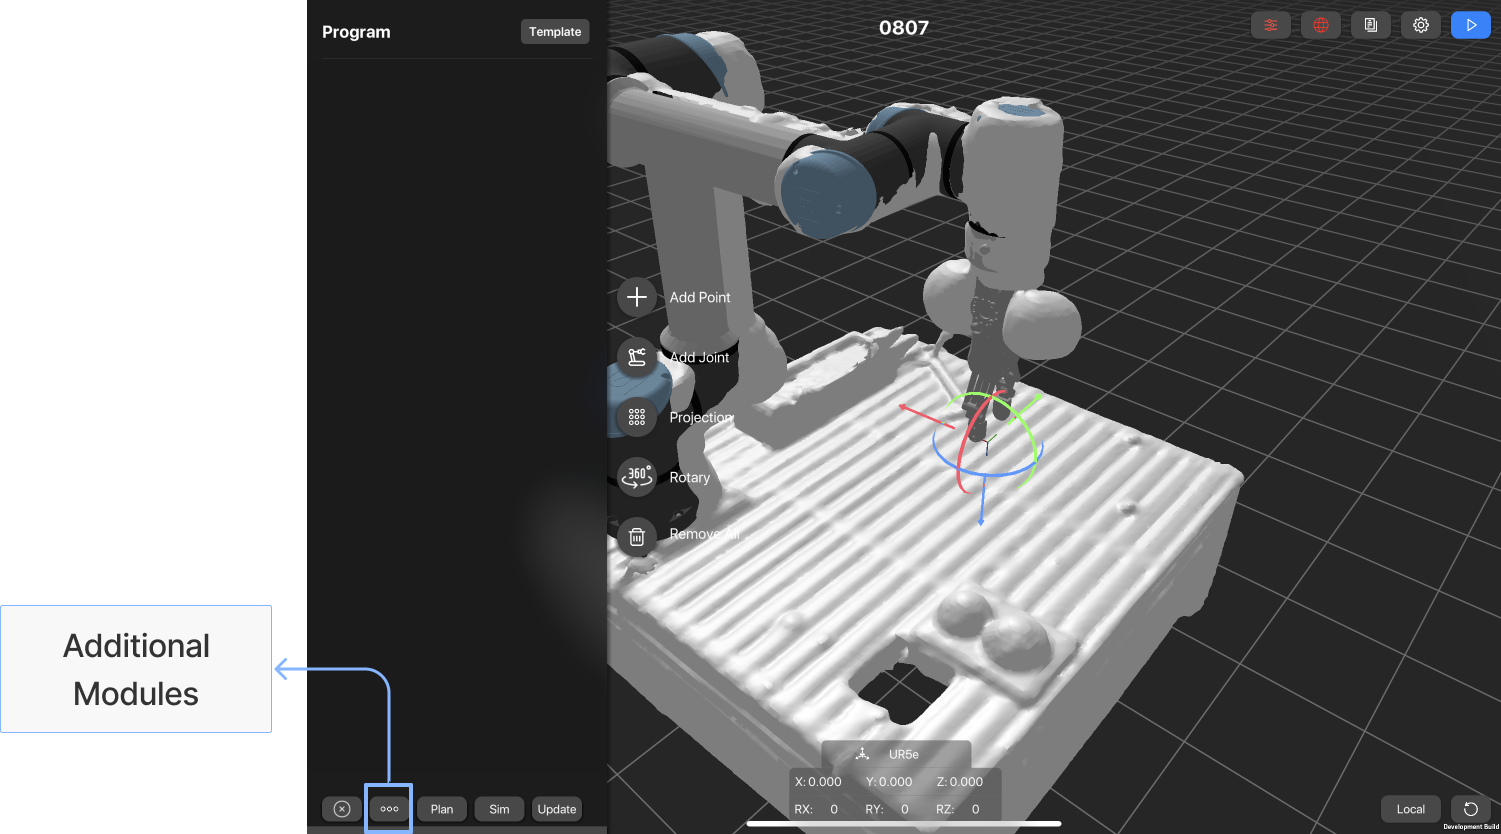 Program
Template
0807
Add Point
Add Joint
Projection
360°
Rotary
Remove All
Additional
Modules
UR5e
X: 0.000 Y: 0.000 Z: 0.000
RX: 0 RY: 0 RZ: 0
Plan
Sim
Update
Local
Development Build